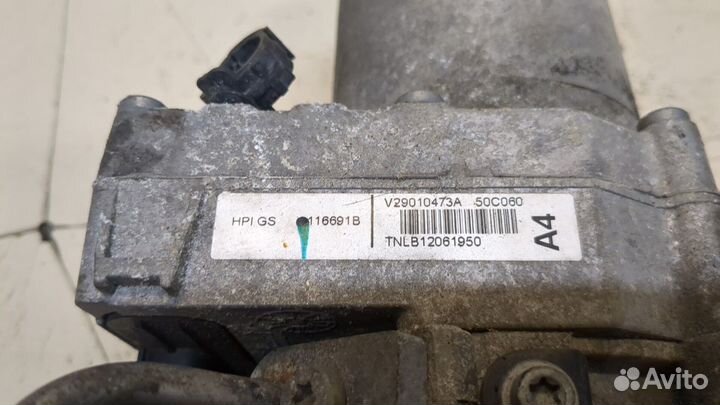 HPI GS 116691B
V29010473A 50C060
TNLB12061950
A4
Avito